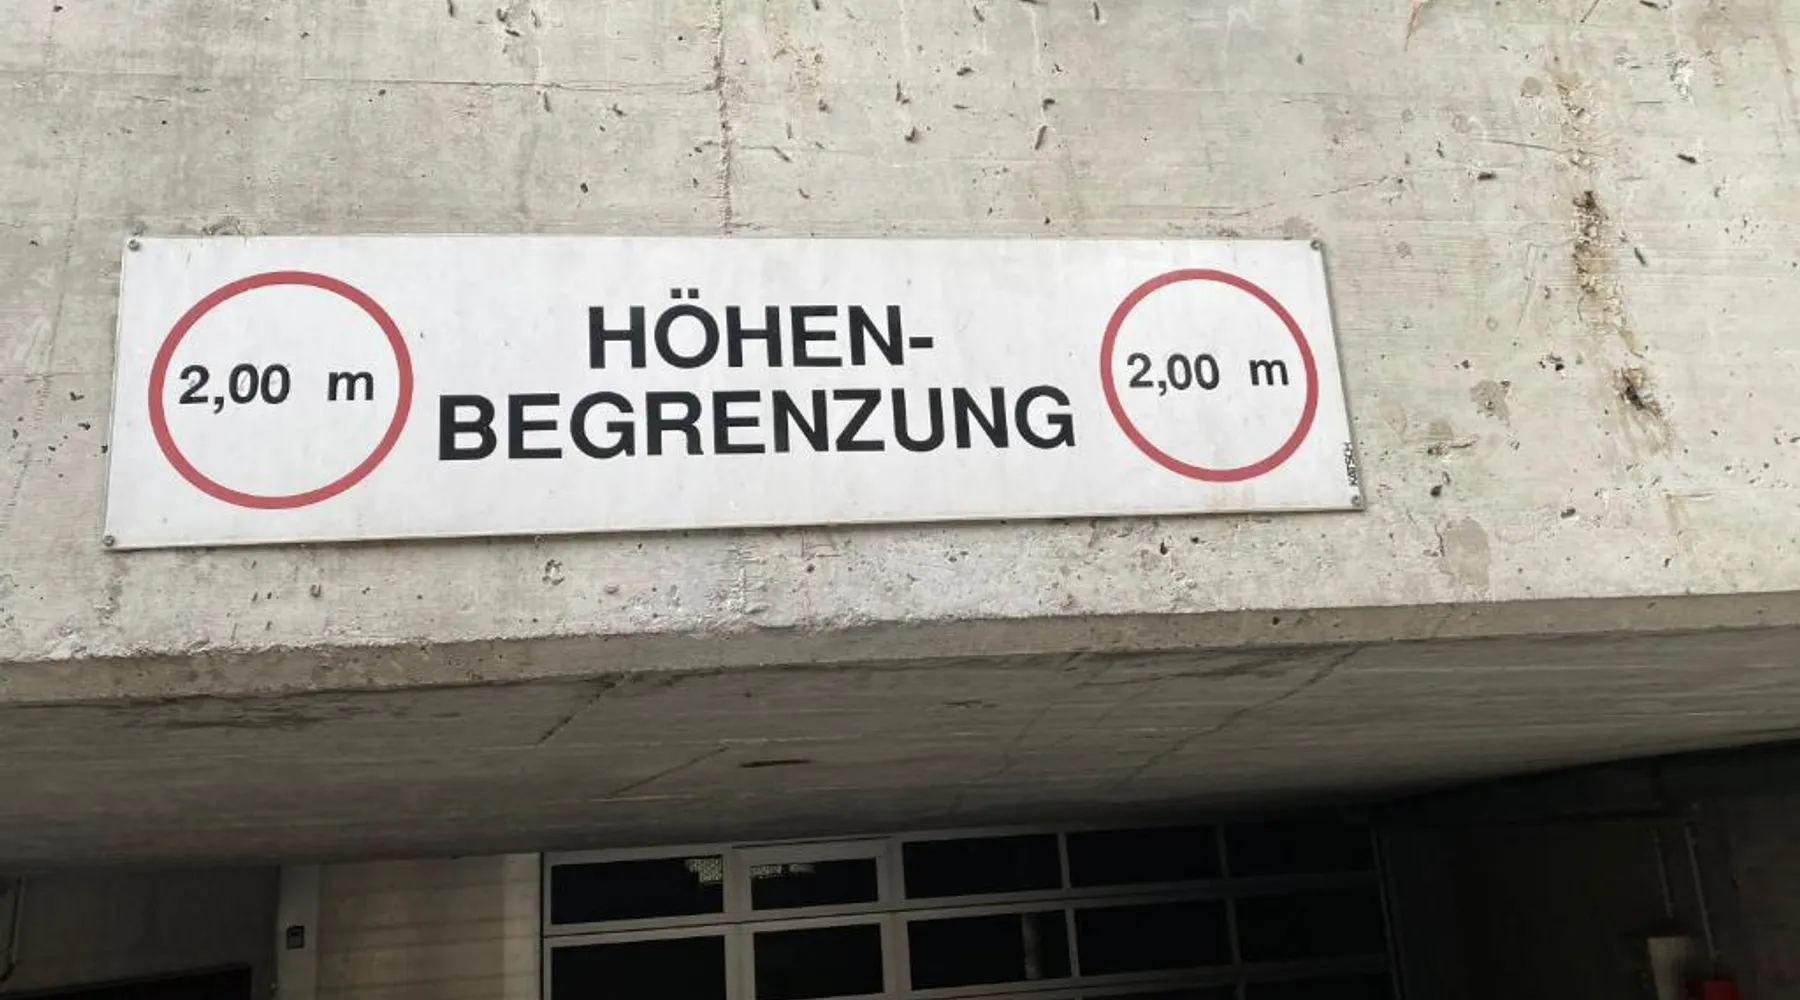 2,00 m
HÖHEN-
BEGRENZUNG
2,00 m